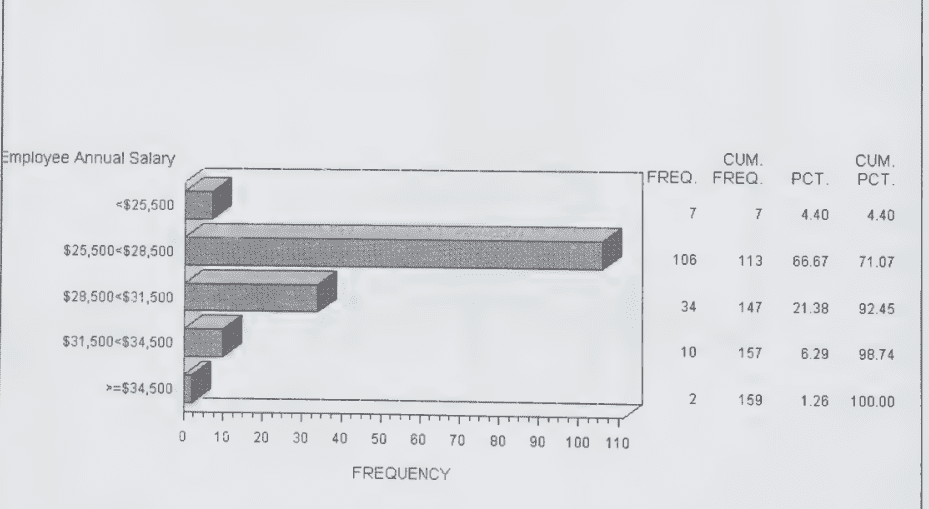 Employee Annual Salary
CUM. CUM.
FREQ. FREQ. PCT. PCT.
<$25,500 7 7 4.40 4.40
$25,500<$28,500 106 113 66.67 71.07
$28,500<$31,500 34 147 21.38 92.45
$31,500<$34,500 10 157 6.29 98.74
>=$34,500 2 159 1.26 100.00
0 10 20 30 40 50 60 70 80 90 100 110
FREQUENCY